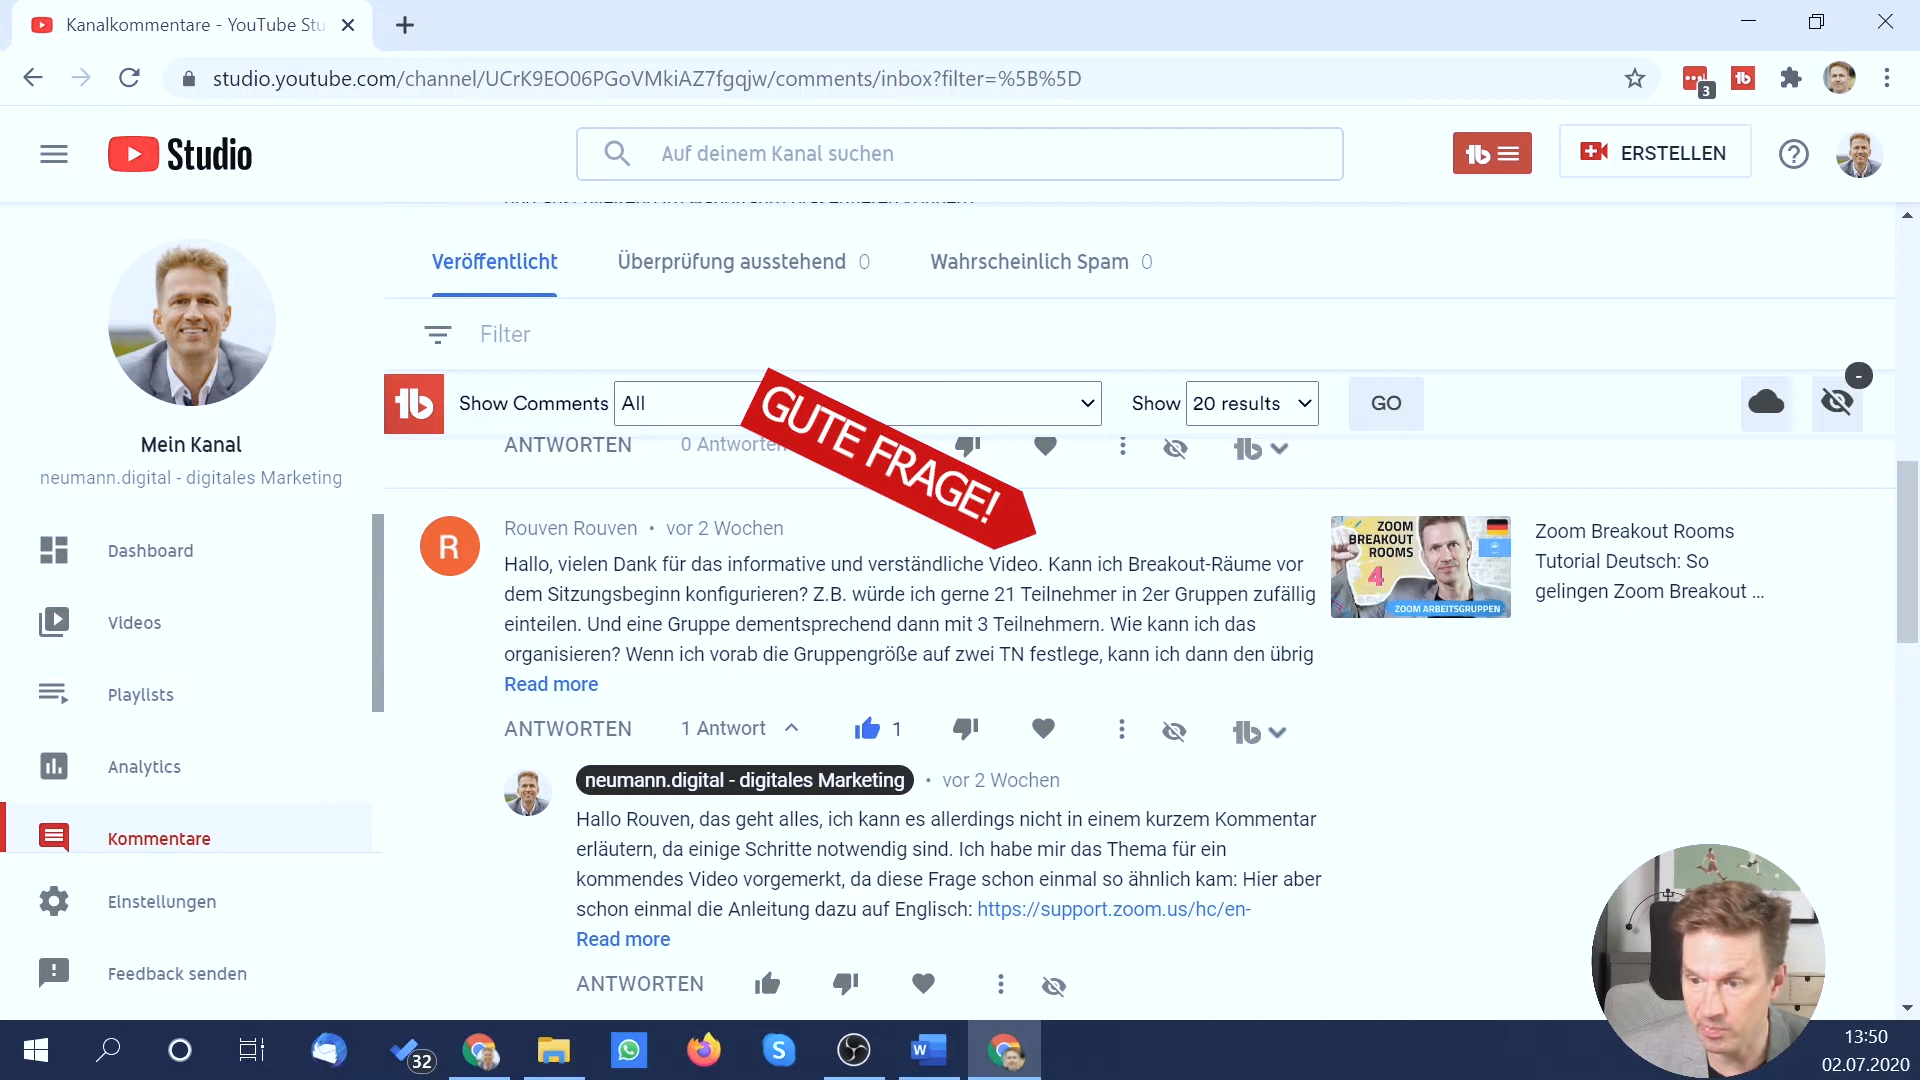 Kanalkommentare - YouTube Stu
studio.youtube.com/channel/UCrK9EO06PGoVMkiAZ7fgqjw/comments/inbox?filter=%5B%5D
3
Studio
Auf deinem Kanal suchen
ERSTELLEN
Veröffentlicht
Überprüfung ausstehend 0
Wahrscheinlich Spam 0
Filter
Show Comments All
Show 20 results
GO
GUTE FRAGE!
ANTWORTEN
0 Antworten
Mein Kanal
neumann.digital - digitales Marketing
Dashboard
Videos
Playlists
Analytics
Kommentare
Einstellungen
Feedback senden
R
Rouven Rouven • vor 2 Wochen
Hallo, vielen Dank für das informative und verständliche Video. Kann ich Breakout-Räume vor
dem Sitzungsbeginn konfigurieren? Z.B. würde ich gerne 21 Teilnehmer in 2er Gruppen zufällig
einteilen. Und eine Gruppe dementsprechend dann mit 3 Teilnehmern. Wie kann ich das
organisieren? Wenn ich vorab die Gruppengröße auf zwei TN festlege, kann ich dann den übrig
Read more
ANTWORTEN 1 Antwort 1
ZOOM
BREAKOUT
ROOMS
4
ZOOM ARBEITSGRUPPEN
Zoom Breakout Rooms
Tutorial Deutsch: So
gelingen Zoom Breakout ...
neumann.digital - digitales Marketing • vor 2 Wochen
Hallo Rouven, das geht alles, ich kann es allerdings nicht in einem kurzem Kommentar
erläutern, da einige Schritte notwendig sind. Ich habe mir das Thema für ein
kommendes Video vorgemerkt, da diese Frage schon einmal so ähnlich kam: Hier aber
schon einmal die Anleitung dazu auf Englisch: https://support.zoom.us/hc/en-
Read more
ANTWORTEN
32
13:50
02.07.2020